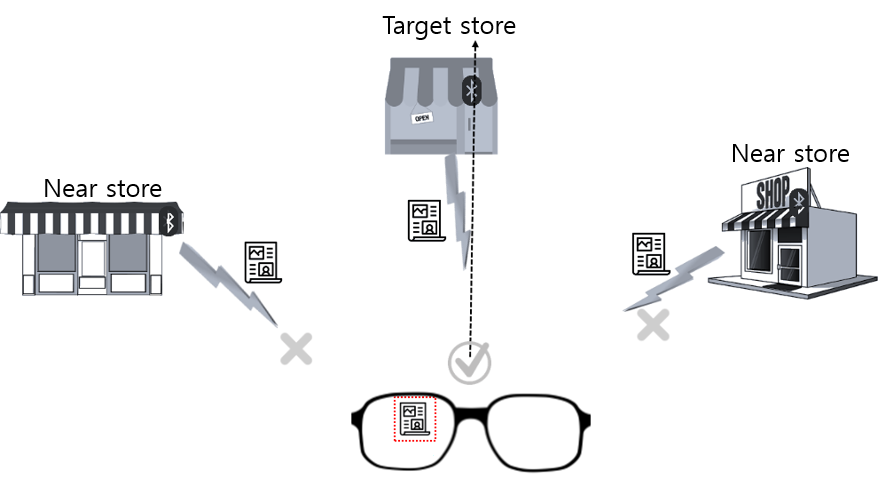 Target store
OPEN
Near store
SHOP
Near store